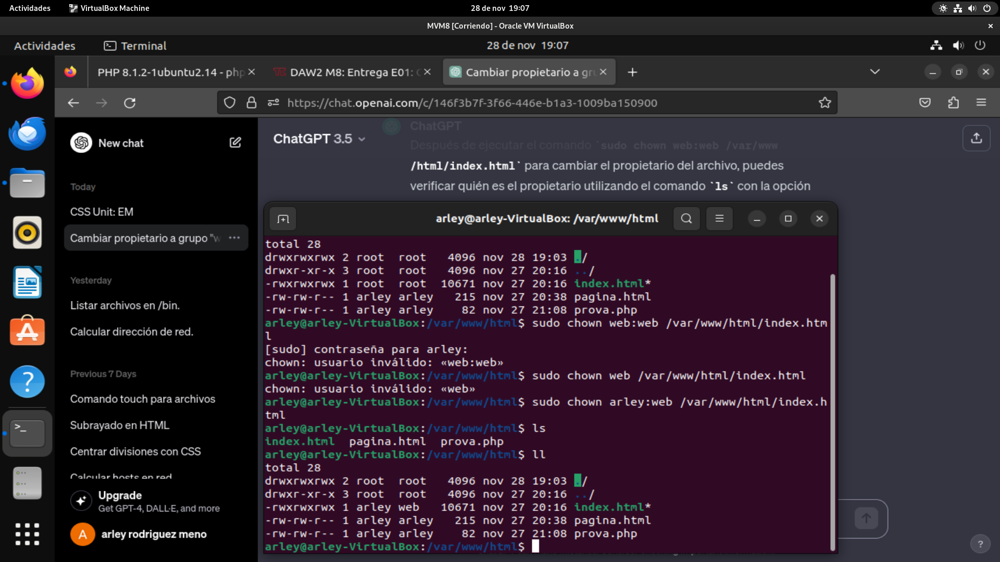 Actividades VirtualBox Machine 28 de nov 19:07
MVM8 [Corriendo] - Oracle VM VirtualBox
Actividades Terminal 28 de nov 19:07
PHP 8.1.2-1ubuntu2.14 - php DAW2 M8: Entrega E01: Cambiar propietario a gru
https://chat.openai.com/c/146f3b7f-3f66-446e-b1a3-1009ba150900
New chat
Today
CSS Unit: EM
Cambiar propietario a grupo "w
Yesterday
Listar archivos en /bin.
Calcular dirección de red.
Previous 7 Days
Comando touch para archivos
Subrayado en HTML
Centrar divisiones con CSS
Calcular hosts en red
Upgrade
Get GPT-4, DALL·E, and more
A arley rodriguez meno
ChatGPT 3.5
ChatGPT
Después de ejecutar el comando `sudo chown web:web /var/www
/html/index.html` para cambiar el propietario del archivo, puedes
verificar quién es el propietario utilizando el comando `ls` con la opción
arley@arley-VirtualBox: /var/www/html
total 28
drwxrwxrwx 2 root  root   4096 nov 28 19:03 ./
drwxr-xr-x 3 root  root   4096 nov 27 20:16 ../
-rwxrwxrwx 1 root  root  10671 nov 27 20:16 index.html*
-rw-rw-r-- 1 arley arley   215 nov 27 20:38 pagina.html
-rw-rw-r-- 1 arley arley    82 nov 27 21:08 prova.php
arley@arley-VirtualBox:/var/www/html$ sudo chown web:web /var/www/html/index.htm
l
[sudo] contraseña para arley:
chown: usuario inválido: «web:web»
arley@arley-VirtualBox:/var/www/html$ sudo chown web /var/www/html/index.html
chown: usuario inválido: «web»
arley@arley-VirtualBox:/var/www/html$ sudo chown arley:web /var/www/html/index.h
tml
arley@arley-VirtualBox:/var/www/html$ ls
index.html  pagina.html  prova.php
arley@arley-VirtualBox:/var/www/html$ ll
total 28
drwxrwxrwx 2 root  root   4096 nov 28 19:03 ./
drwxr-xr-x 3 root  root   4096 nov 27 20:16 ../
-rwxrwxrwx 1 arley web   10671 nov 27 20:16 index.html*
-rw-rw-r-- 1 arley arley   215 nov 27 20:38 pagina.html
-rw-rw-r-- 1 arley arley    82 nov 27 21:08 prova.php
arley@arley-VirtualBox:/var/www/html$
?